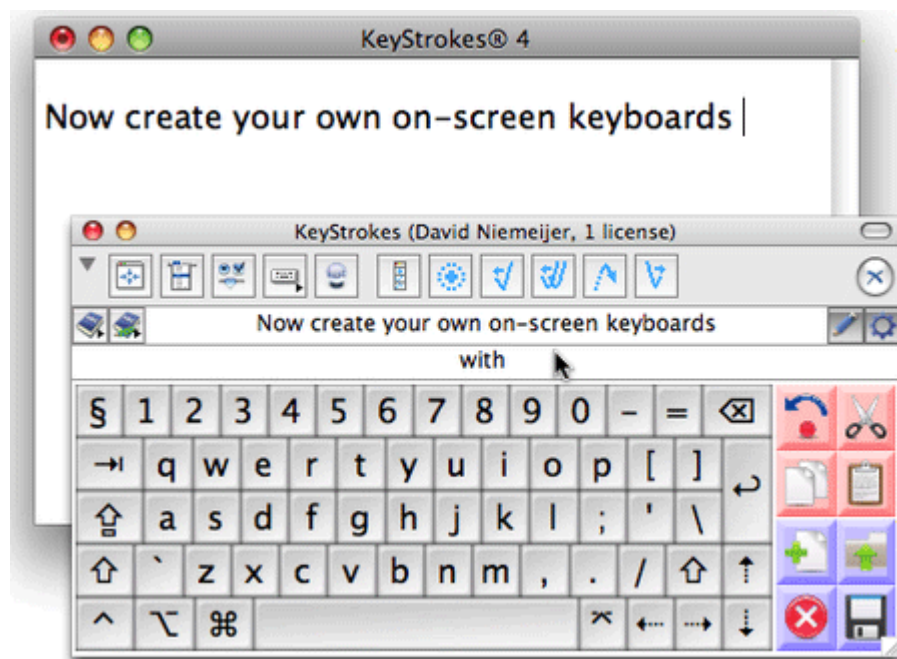 KeyStrokes® 4
Now create your own on-screen keyboards
KeyStrokes (David Niemeijer, 1 license)
Now create your own on-screen keyboards
with
§ 1 2 3 4 5 6 7 8 9 0 - =
q w e r t y u i o p [ ]
a s d f g h j k l ; ' \
` z x c v b n m , . /
^ ⌥ ⌘